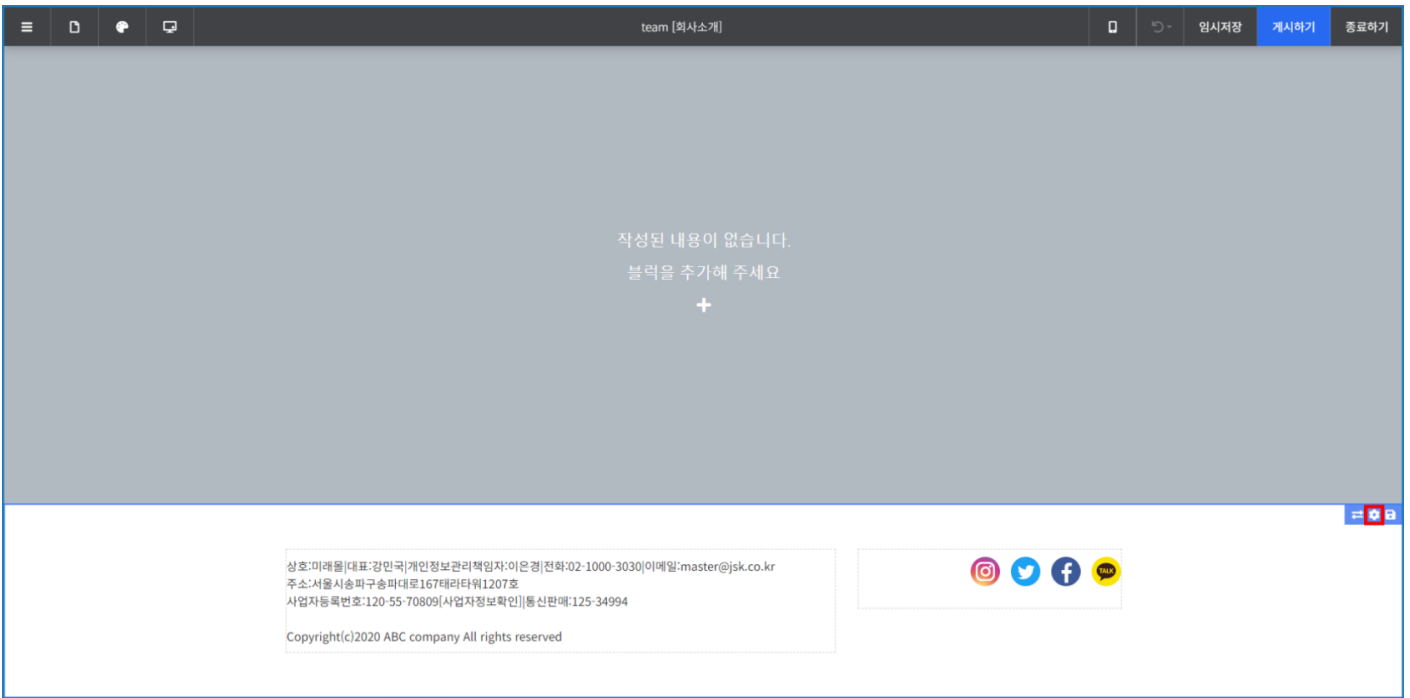 team [회사소개]
임시저장
게시하기
종료하기
작성된 내용이 없습니다.
블럭을 추가해 주세요
상호:미래몰|대표:강민국|개인정보관리책임자:이은경|전화:02-1000-3030|이메일:master@jsk.co.kr
주소:서울시송파구송파대로167테라타워1207호
사업자등록번호:120-55-70809[사업자정보확인]|통신판매:125-34994
Copyright(c)2020 ABC company All rights reserved
TALK